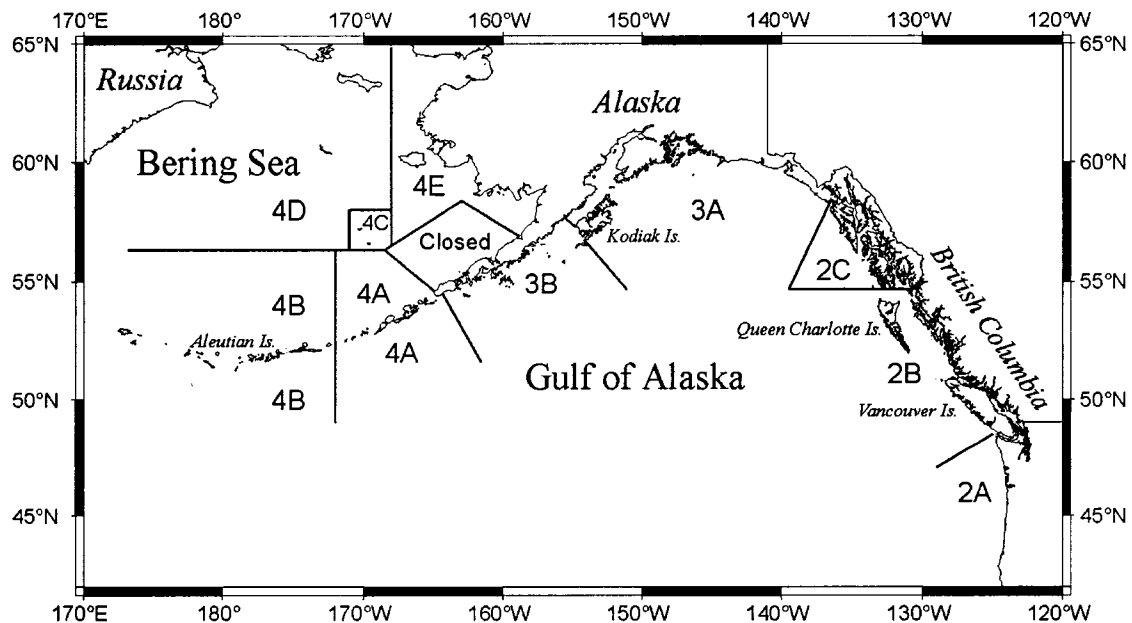 170°E 180° 170°W 160°W 150°W 140°W 130°W 120°W
65°N 65°N
Russia
Alaska
Bering Sea
60°N 60°N
4E
4D
4C
3A
Closed
Kodiak Is.
2C
British Columbia
55°N 55°N
4A
3B
4B
Queen Charlotte Is.
Aleutian Is.
4A
2B
Gulf of Alaska
4B
50°N 50°N
Vancouver Is.
2A
45°N 45°N
170°E 180° 170°W 160°W 150°W 140°W 130°W 120°W